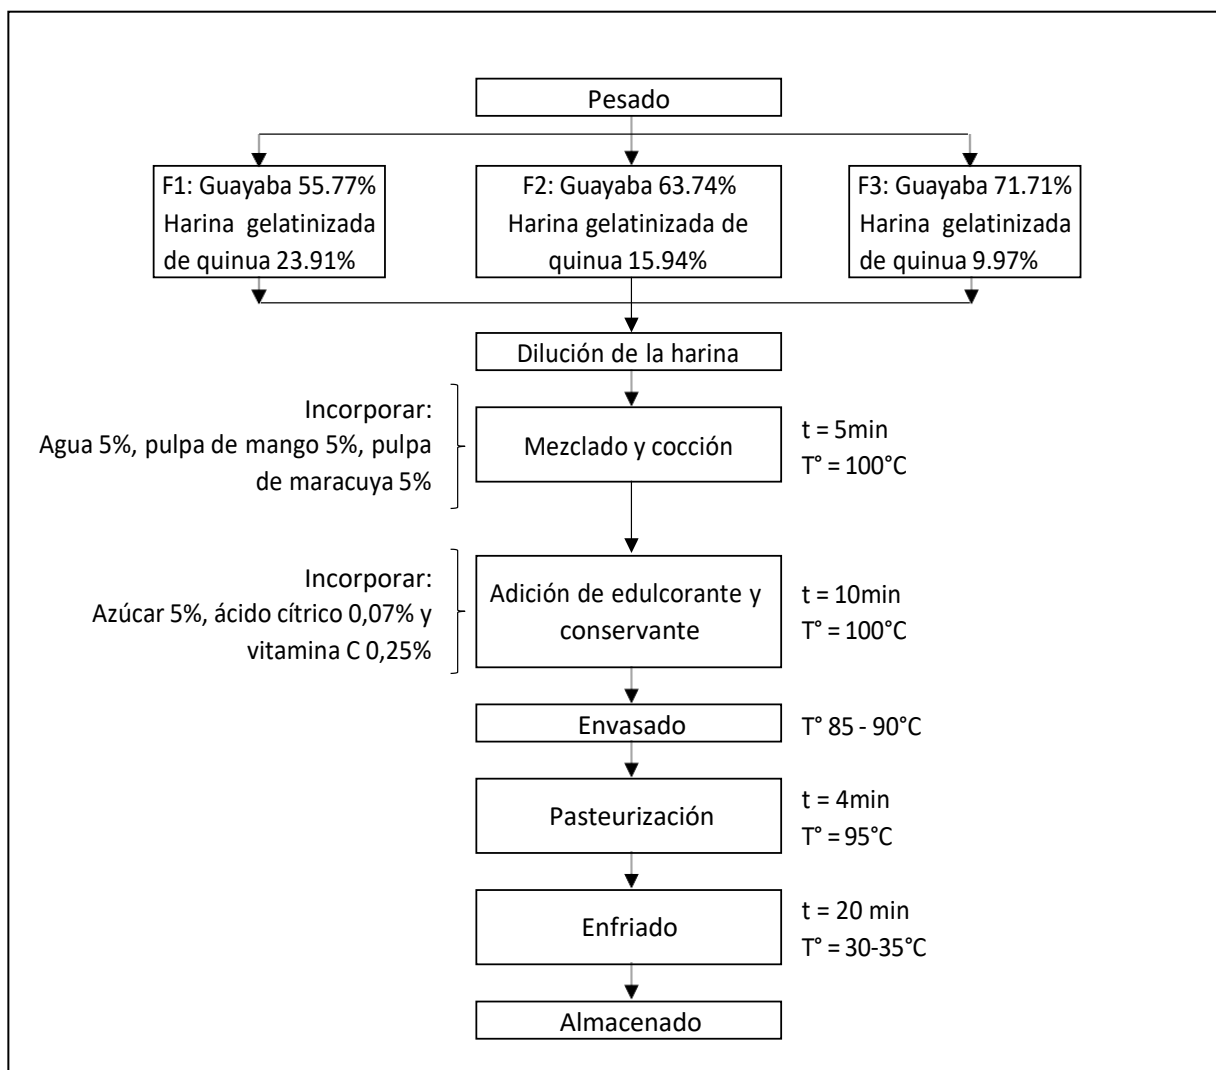 Pesado
F1: Guayaba 55.77%
Harina gelatinizada
de quinua 23.91%
F2: Guayaba 63.74%
Harina gelatinizada de
quinua 15.94%
F3: Guayaba 71.71%
Harina gelatinizada
de quinua 9.97%
Dilución de la harina
Incorporar:
Agua 5%, pulpa de mango 5%, pulpa
de maracuya 5%
Mezclado y cocción
t = 5min
T° = 100°C
Incorporar:
Azúcar 5%, ácido cítrico 0,07% y
vitamina C 0,25%
Adición de edulcorante y
conservante
t = 10min
T° = 100°C
Envasado
T° 85 - 90°C
Pasteurización
t = 4min
T° = 95°C
Enfriado
t = 20 min
T° = 30-35°C
Almacenado